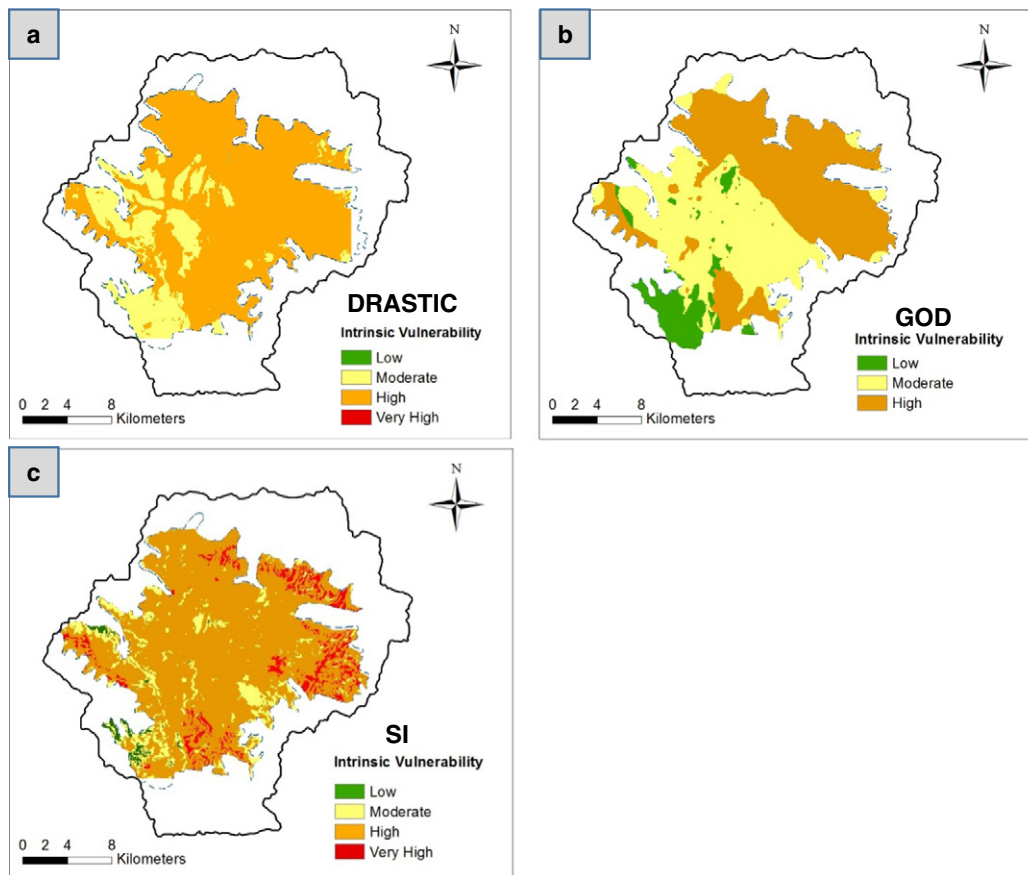 a
N
DRASTIC
Intrinsic Vulnerability
Low
Moderate
High
Very High
0 2 4 8
Kilometers
b
N
GOD
Intrinsic Vulnerability
Low
Moderate
High
0 2 4 8
Kilometers
c
N
SI
Intrinsic Vulnerability
Low
Moderate
High
Very High
0 2 4 8
Kilometers